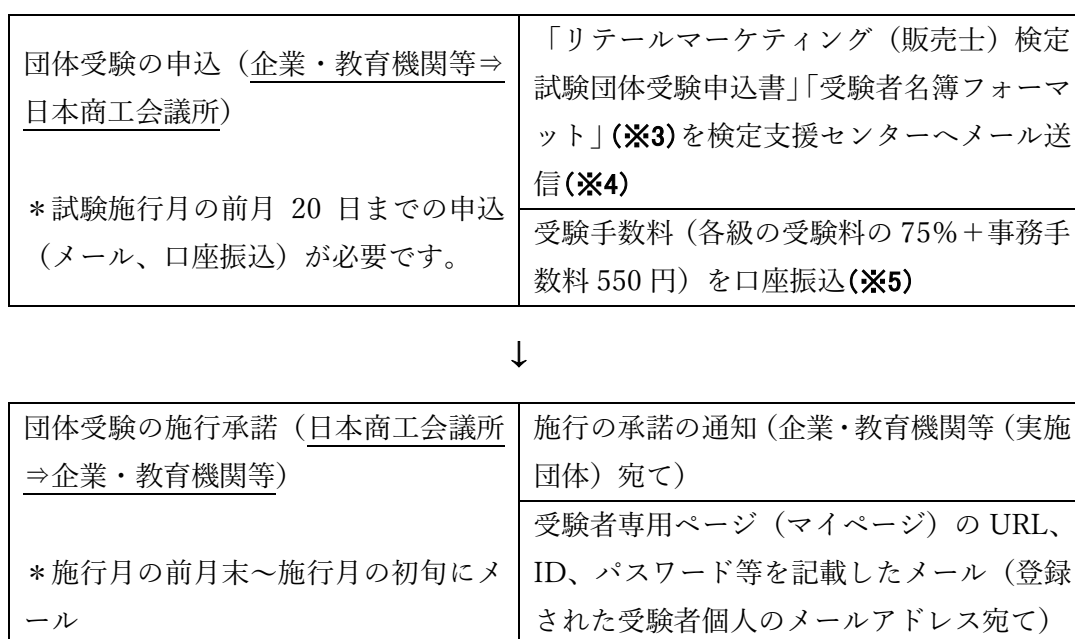 団体受験の申込（企業・教育機関等⇒
日本商工会議所）
＊試験施行月の前月 20 日までの申込
（メール、口座振込）が必要です。
「リテールマーケティング（販売士）検定
試験団体受験申込書」「受験者名簿フォーマ
ット」(※3)を検定支援センターへメール送
信(※4)
受験手数料（各級の受験料の 75%＋事務手
数料 550 円）を口座振込(※5)
↓
団体受験の施行承諾（日本商工会議所
⇒企業・教育機関等）
＊施行月の前月末～施行月の初旬にメ
ール
施行の承諾の通知（企業・教育機関等（実施
団体）宛て）
受験者専用ページ（マイページ）の URL、
ID、パスワード等を記載したメール（登録
された受験者個人のメールアドレス宛て）